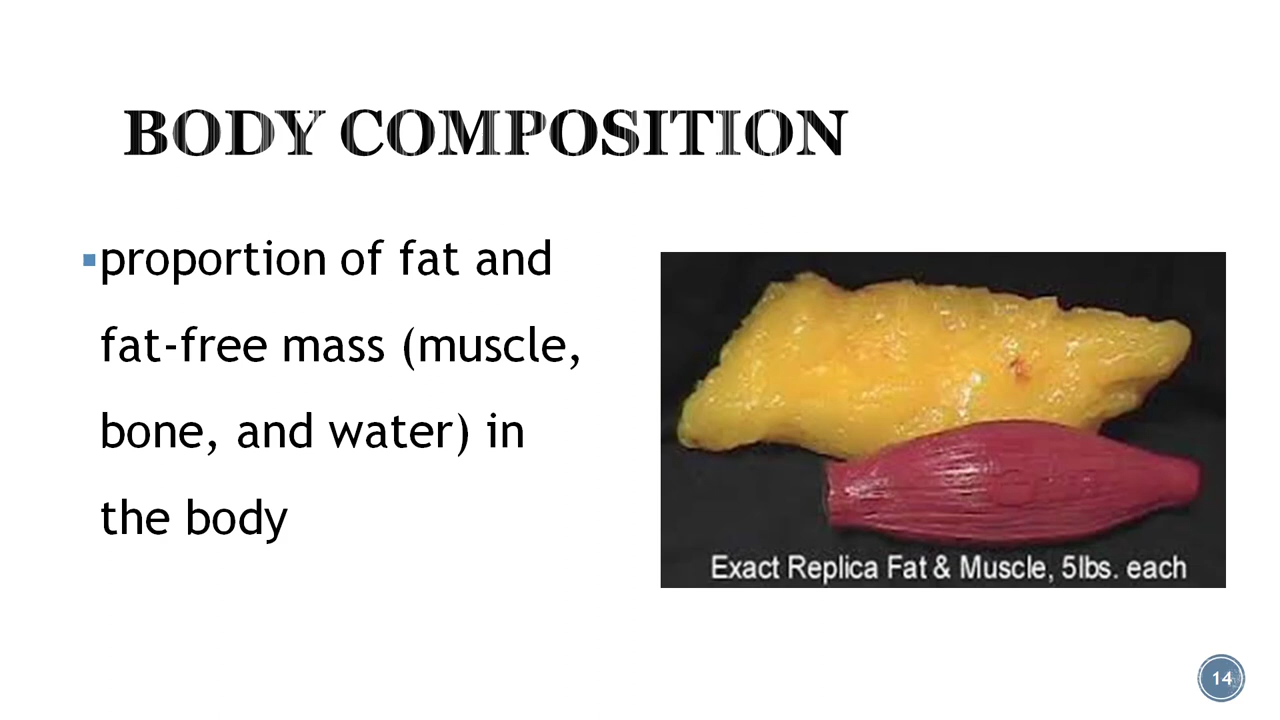 BODY COMPOSITION
▪proportion of fat and
fat-free mass (muscle,
bone, and water) in
the body
Exact Replica Fat & Muscle, 5lbs. each
14